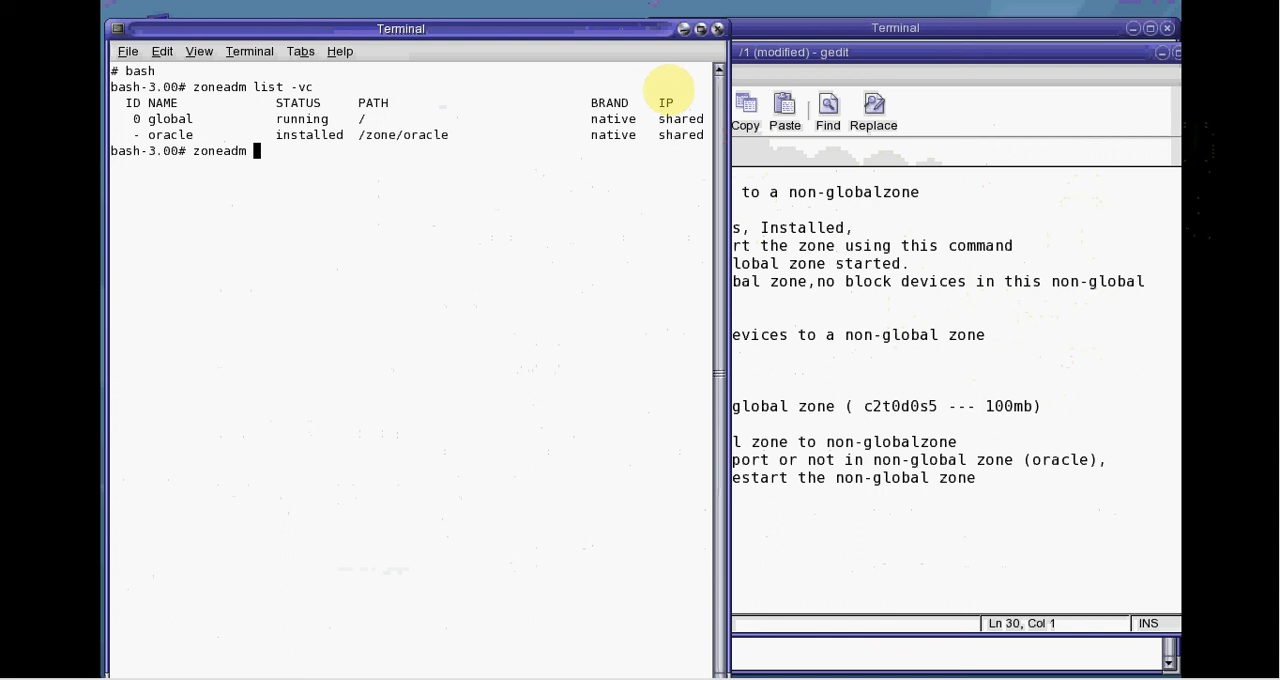 Terminal
File Edit View Terminal Tabs Help
# bash
bash-3.00# zoneadm list -vc
ID NAME STATUS PATH BRAND IP
0 global running / native shared
- oracle installed /zone/oracle native shared
bash-3.00# zoneadm
Terminal
/1 (modified) - gedit
Copy Paste Find Replace
to a non-globalzone
s, Installed,
rt the zone using this command
lobal zone started.
bal zone,no block devices in this non-global
evices to a non-global zone
global zone ( c2t0d0s5 --- 100mb)
l zone to non-globalzone
port or not in non-global zone (oracle),
estart the non-global zone
Ln 30, Col 1 INS